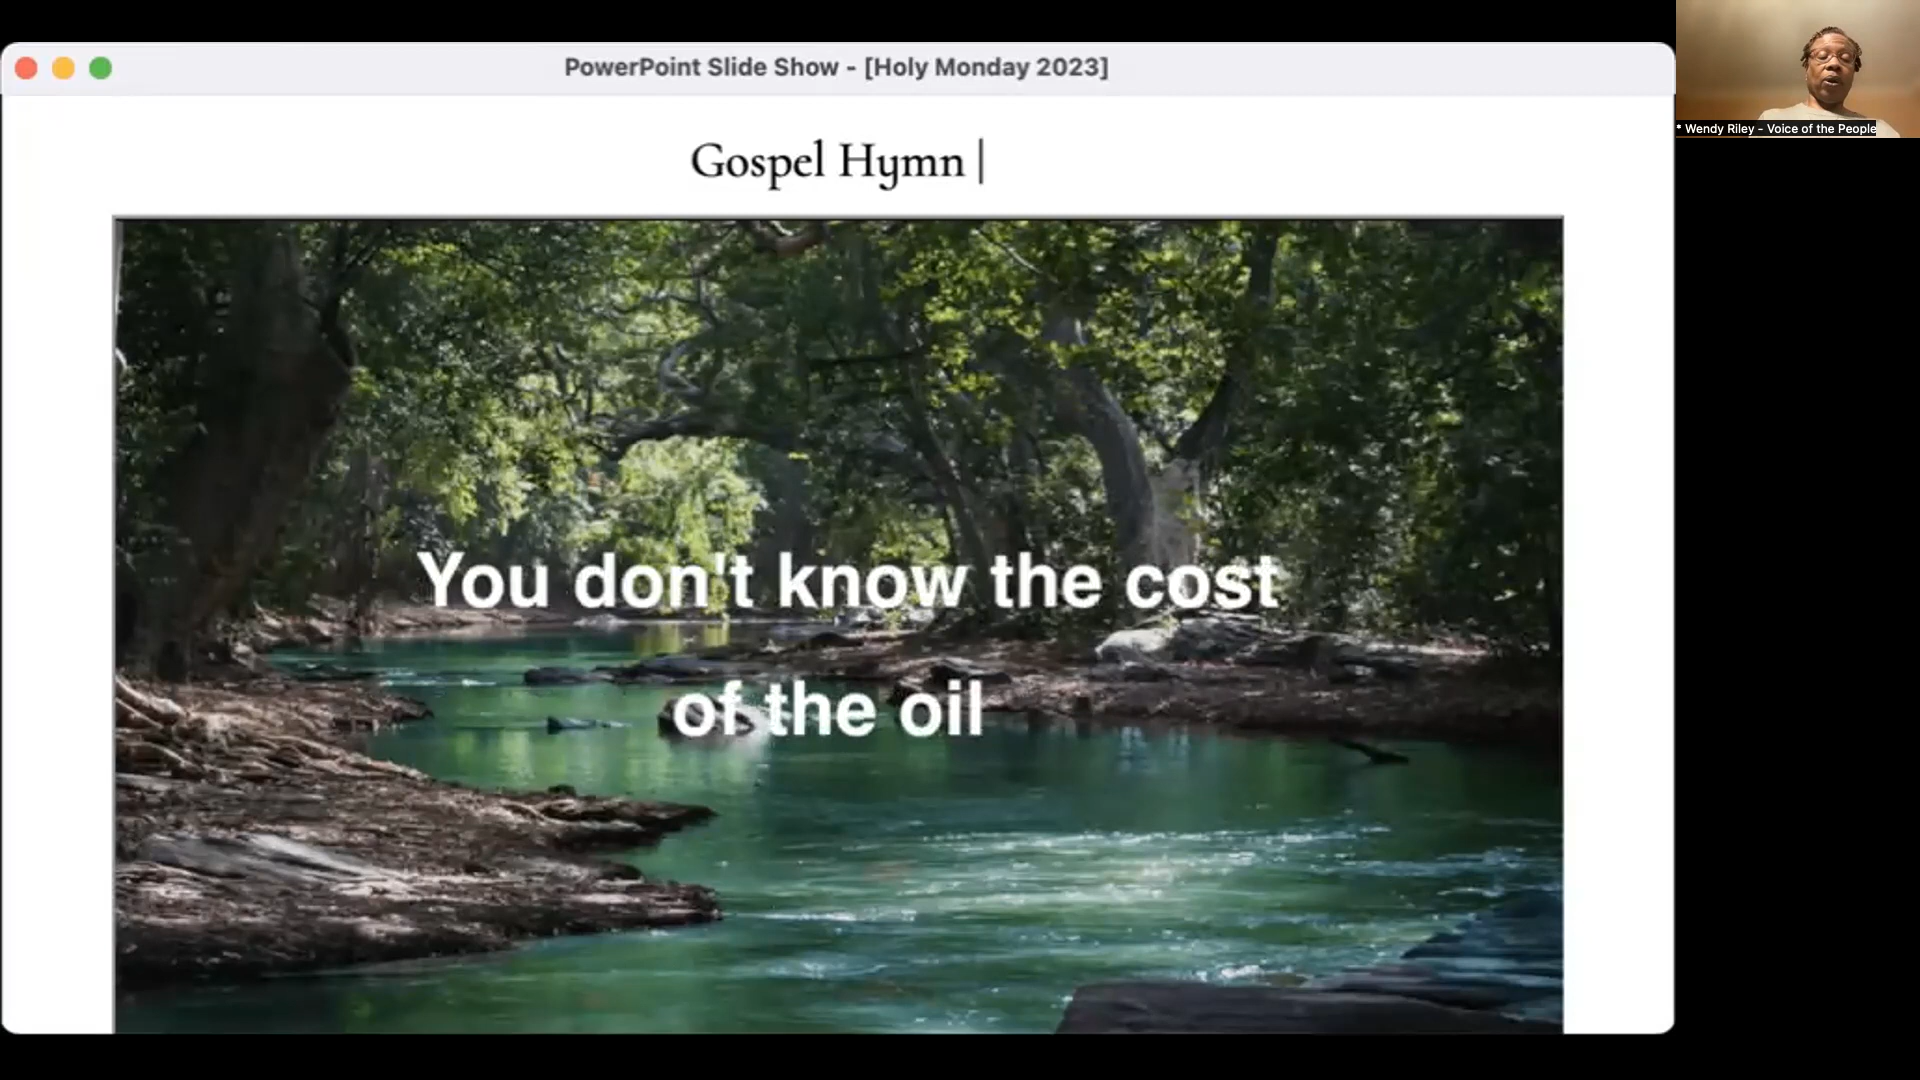 PowerPoint Slide Show - [Holy Monday 2023]
* Wendy Riley - Voice of the People
Gospel Hymn |
You don't know the cost
of the oil